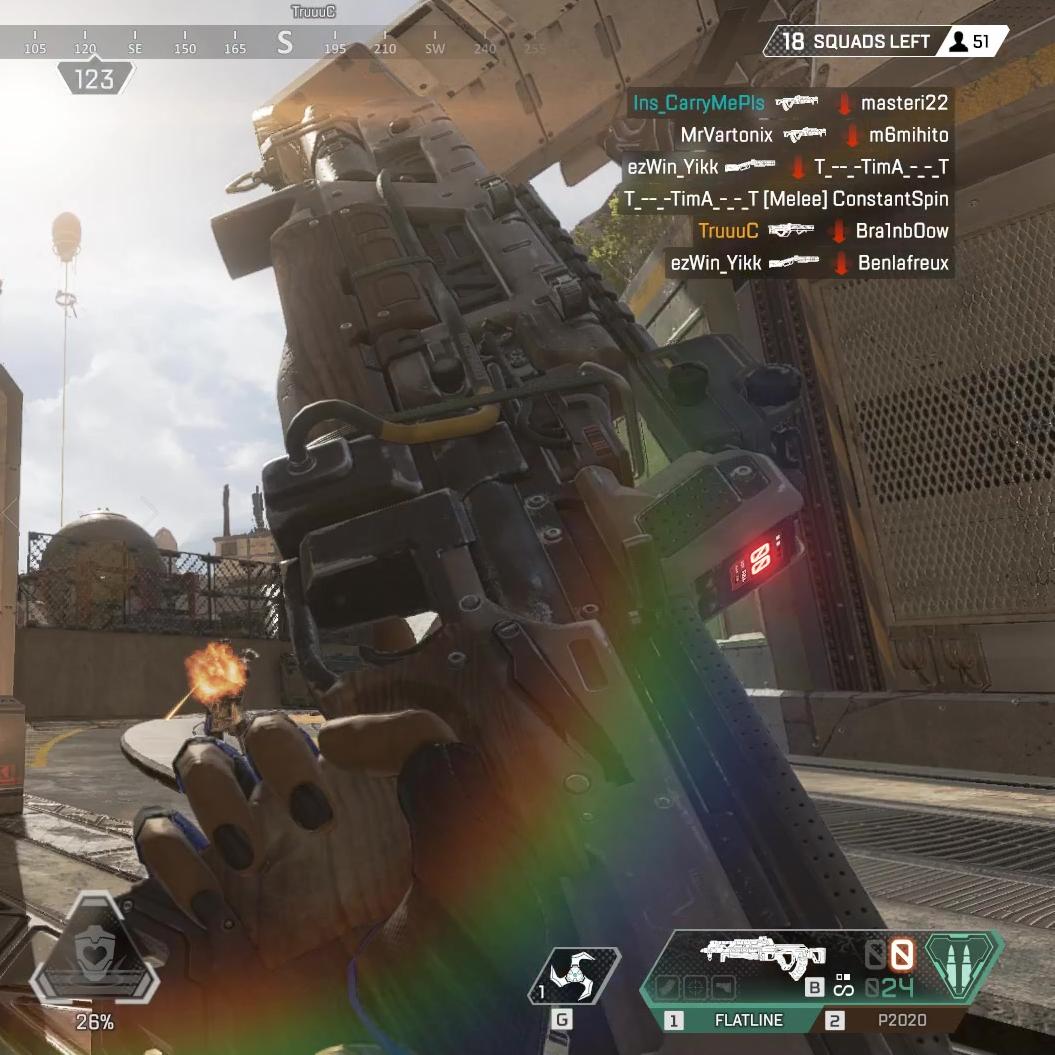 TruuuC
105 120 SE 150 165 S 195 210 SW 240 255
123
18 SQUADS LEFT 51
Ins_CarryMePls masteri22
MrVartonix m6mihito
ezWin_Yikk T_--_-TimA_-_-_T
T_--_-TimA_-_-_T [Melee] ConstantSpin
TruuuC Bra1nb0ow
ezWin_Yikk Benlafreux
00
26%
1
G
B
0
024
1 FLATLINE 2 P2020